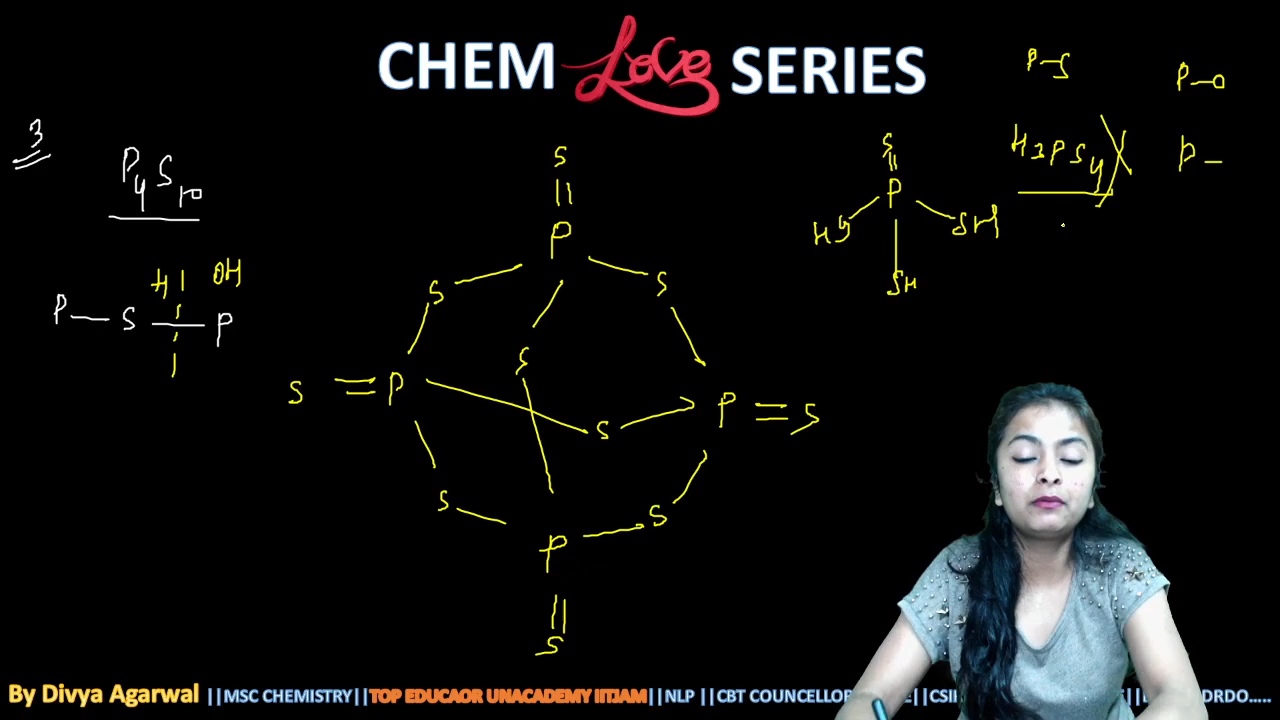 CHEM Love SERIES
3
P4S10
P — S — P
H OH
S
P
S S
S
S = P P = S
S
S S
P
S
S
P
HS SH
SH
P-S P-O
H3PS4 P-
By Divya Agarwal ||MSC CHEMISTRY||TOP EDUCAOR UNACADEMY IITJAM||NLP ||CBT COUNCELLOR DRDO.....